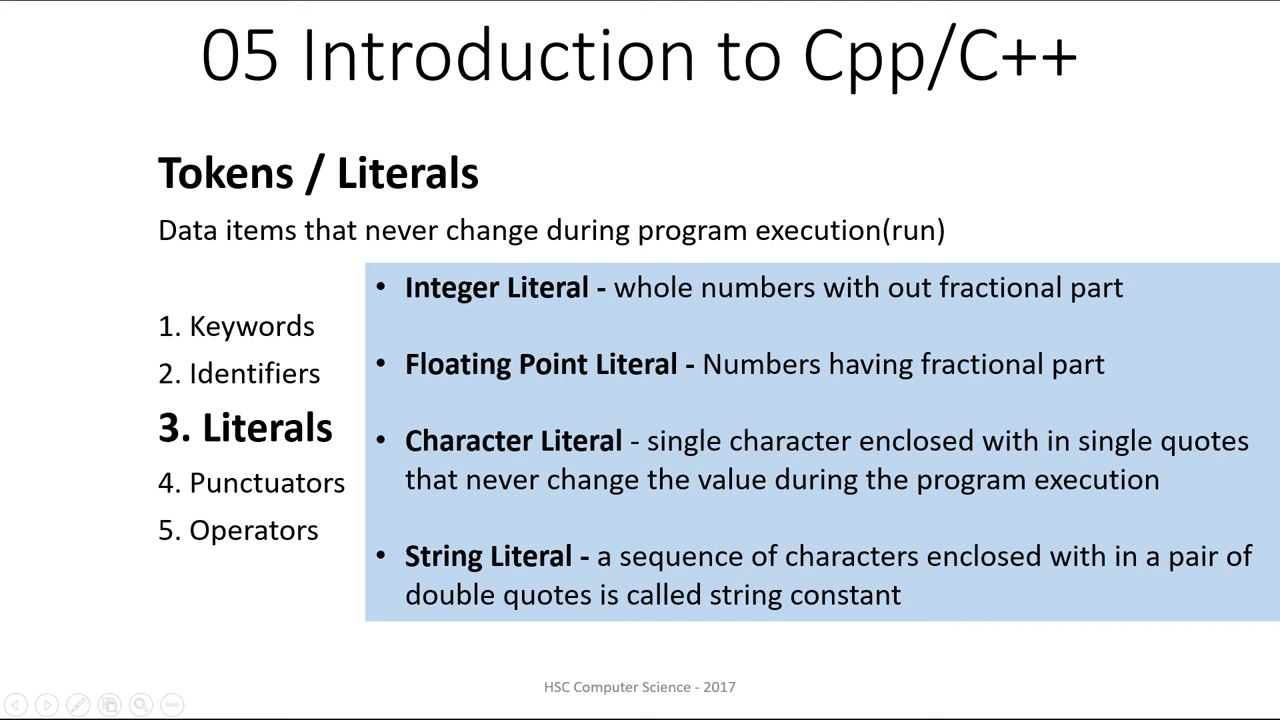 05 Introduction to Cpp/C++
Tokens / Literals
Data items that never change during program execution(run)
1. Keywords
2. Identifiers
3. Literals
4. Punctuators
5. Operators
• Integer Literal - whole numbers with out fractional part
• Floating Point Literal - Numbers having fractional part
• Character Literal - single character enclosed with in single quotes
that never change the value during the program execution
• String Literal - a sequence of characters enclosed with in a pair of
double quotes is called string constant
HSC Computer Science - 2017